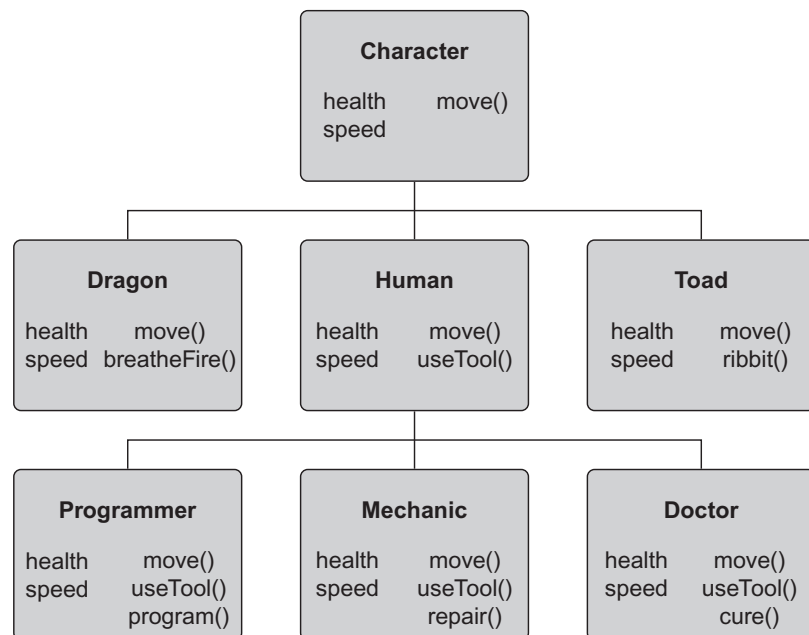 Character
health move()
speed
Dragon
health move()
speed breatheFire()
Human
health move()
speed useTool()
Toad
health move()
speed ribbit()
Programmer
health move()
speed useTool()
program()
Mechanic
health move()
speed useTool()
repair()
Doctor
health move()
speed useTool()
cure()